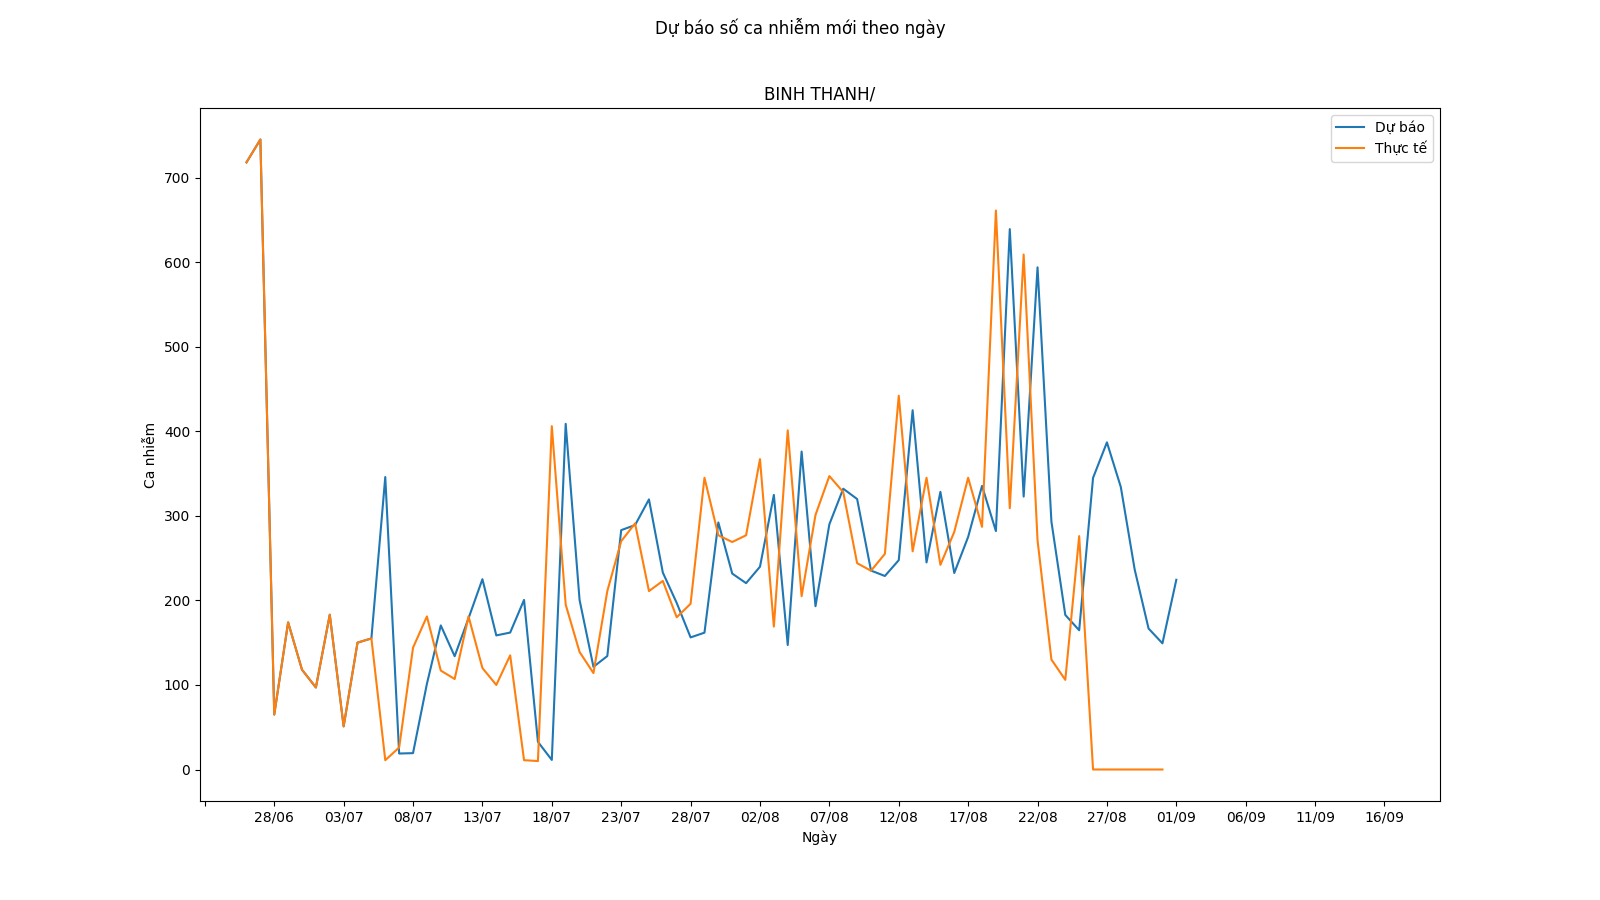 Dự báo số ca nhiễm mới theo ngày
BINH THANH/
Dự báo
Thực tế
700
600
500
400
300
200
100
0
Ca nhiễm
28/06 03/07 08/07 13/07 18/07 23/07 28/07 02/08 07/08 12/08 17/08 22/08 27/08 01/09 06/09 11/09 16/09
Ngày